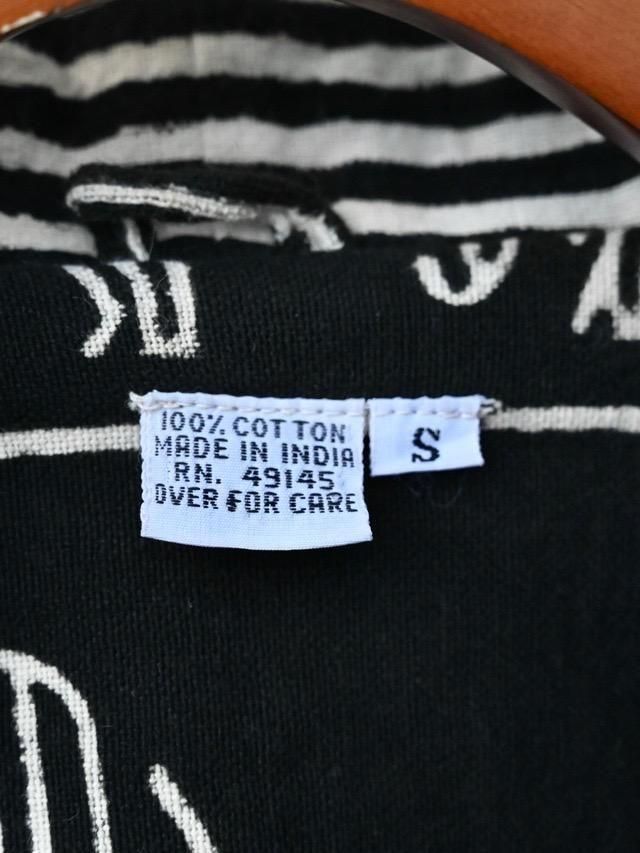 100% COTTON
MADE IN INDIA
RN. 49145
OVER FOR CARE
S